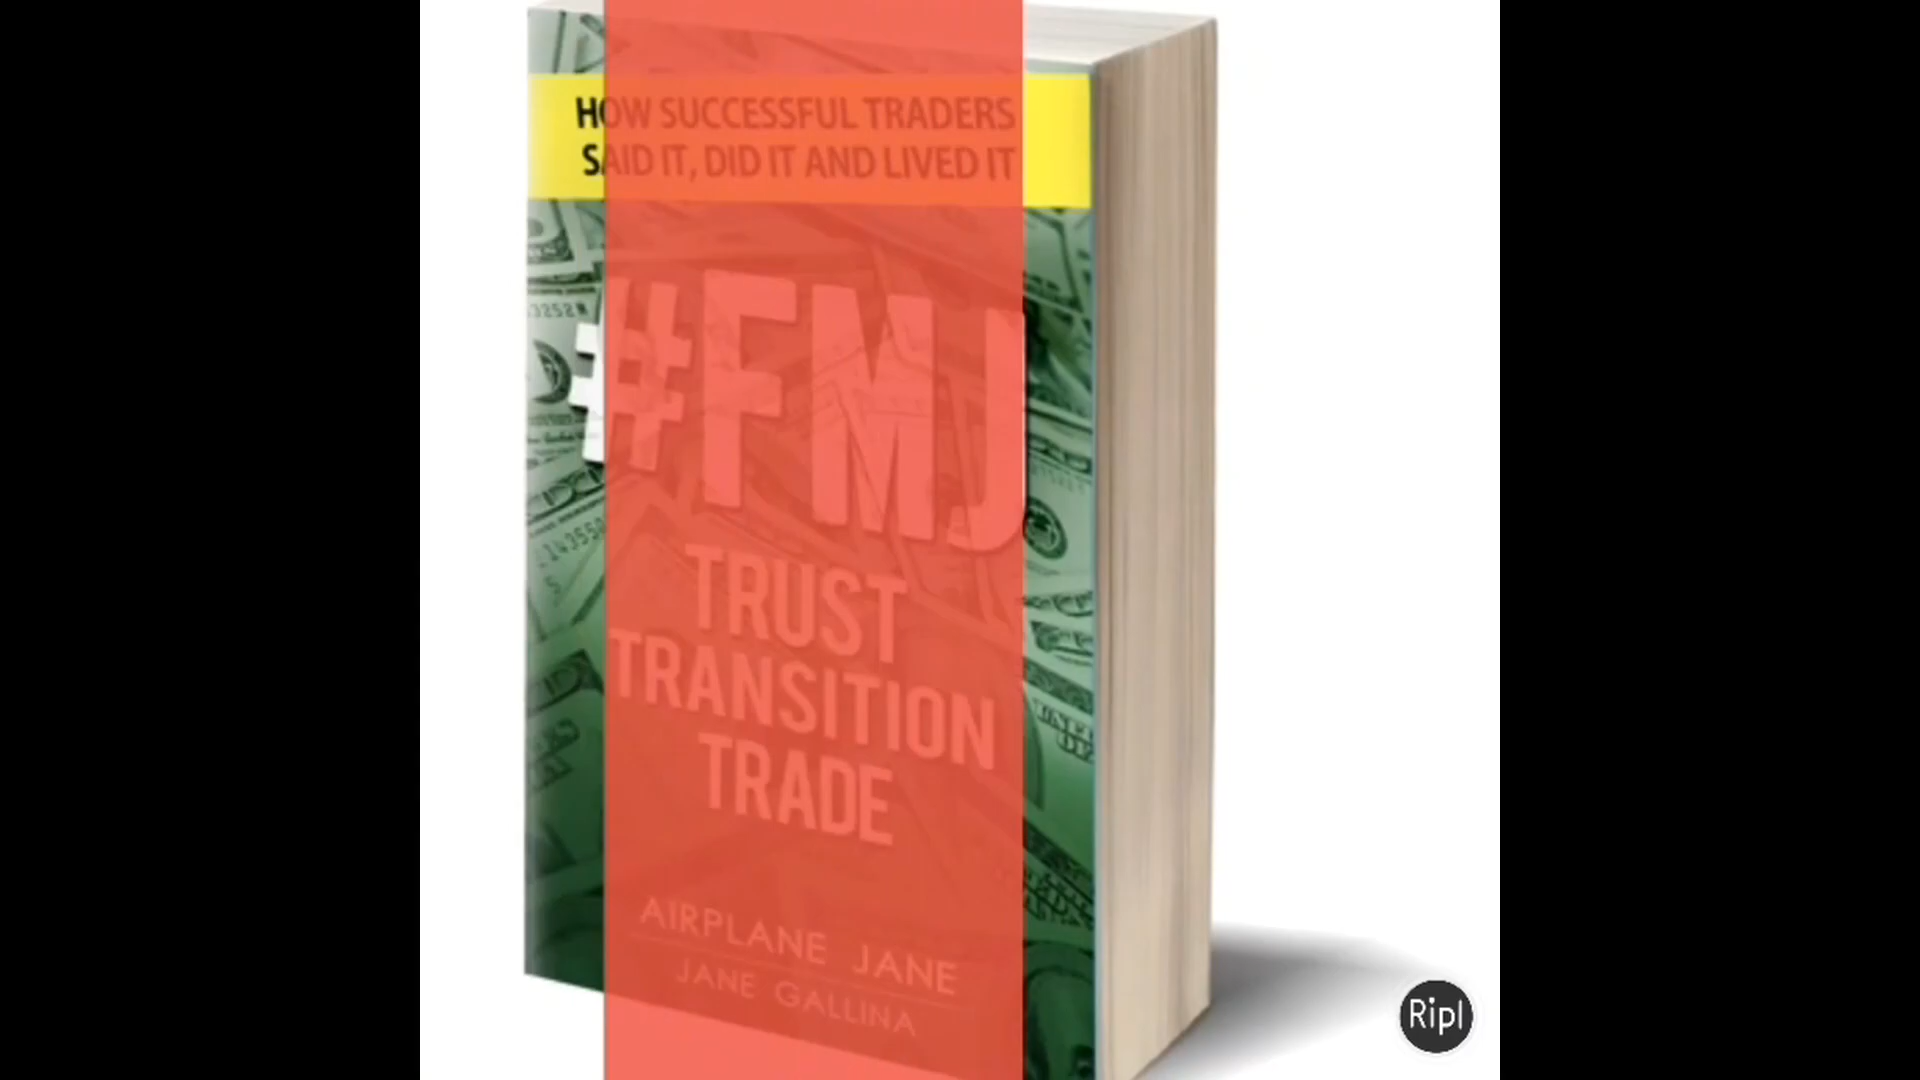 HOW SUCCESSFUL TRADERS
SAID IT, DID IT AND LIVED IT
#FMJ
TRUST
TRANSITION
TRADE
AIRPLANE JANE
JANE GALLINA
Ripl